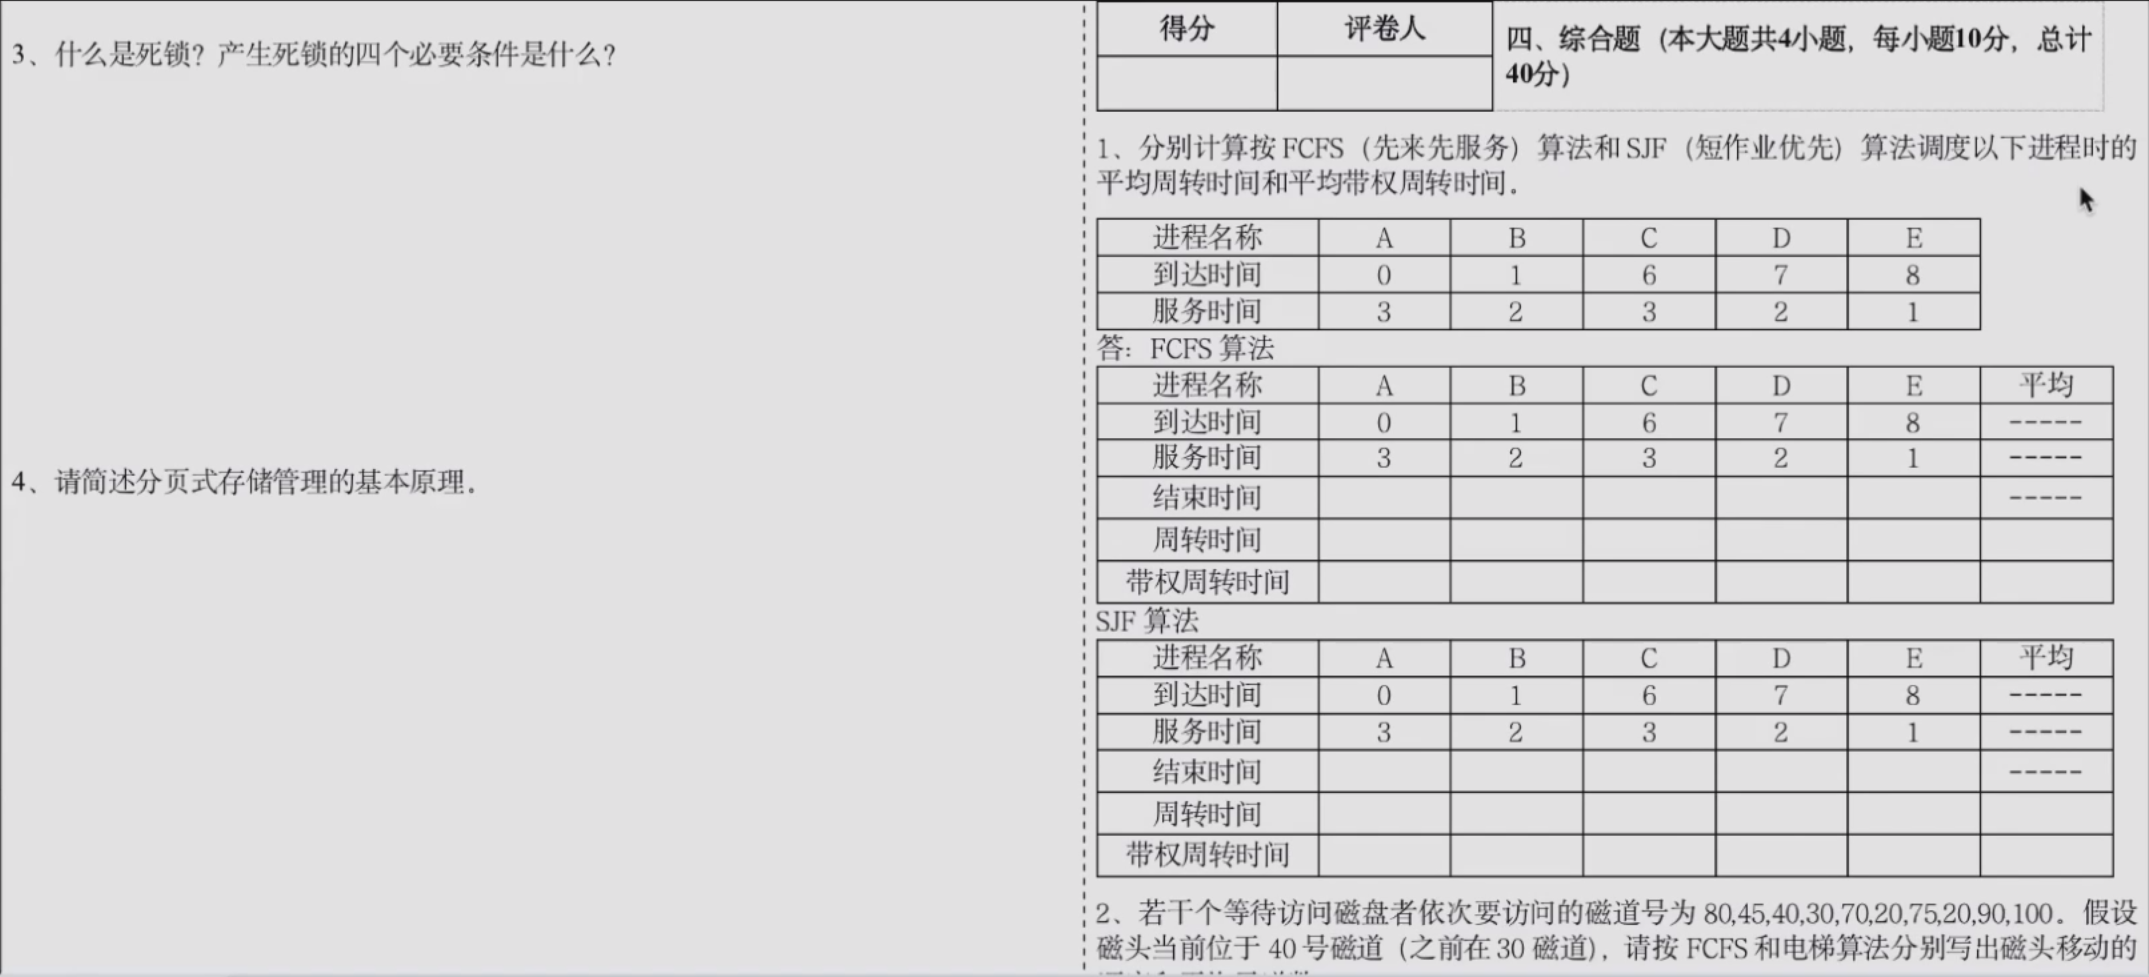 3、什么是死锁？产生死锁的四个必要条件是什么？
4、请简述分页式存储管理的基本原理。
得分 评卷人
四、综合题（本大题共4小题，每小题10分，总计
40分）
1、分别计算按 FCFS（先来先服务）算法和 SJF（短作业优先）算法调度以下进程时的
平均周转时间和平均带权周转时间。
进程名称 A B C D E
到达时间 0 1 6 7 8
服务时间 3 2 3 2 1
答：FCFS 算法
进程名称 A B C D E 平均
到达时间 0 1 6 7 8 -----
服务时间 3 2 3 2 1 -----
结束时间 -----
周转时间
带权周转时间
SJF 算法
进程名称 A B C D E 平均
到达时间 0 1 6 7 8 -----
服务时间 3 2 3 2 1 -----
结束时间 -----
周转时间
带权周转时间
2、若干个等待访问磁盘者依次要访问的磁道号为 80,45,40,30,70,20,75,20,90,100。假设
磁头当前位于 40 号磁道（之前在 30 磁道），请按 FCFS 和电梯算法分别写出磁头移动的